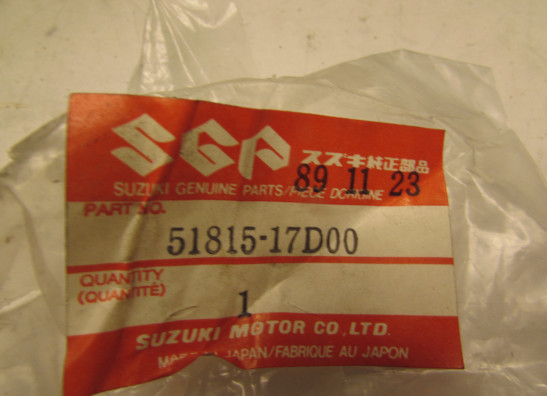 SGP スズキ純正部品
89 11 23
SUZUKI GENUINE PARTS/PIÈCE D'ORIGINE
PART NO.
51815-17D00
QUANTITY
(QUANTITÉ)
1
SUZUKI MOTOR CO.,LTD.
MADE IN JAPAN/FABRIQUE AU JAPON